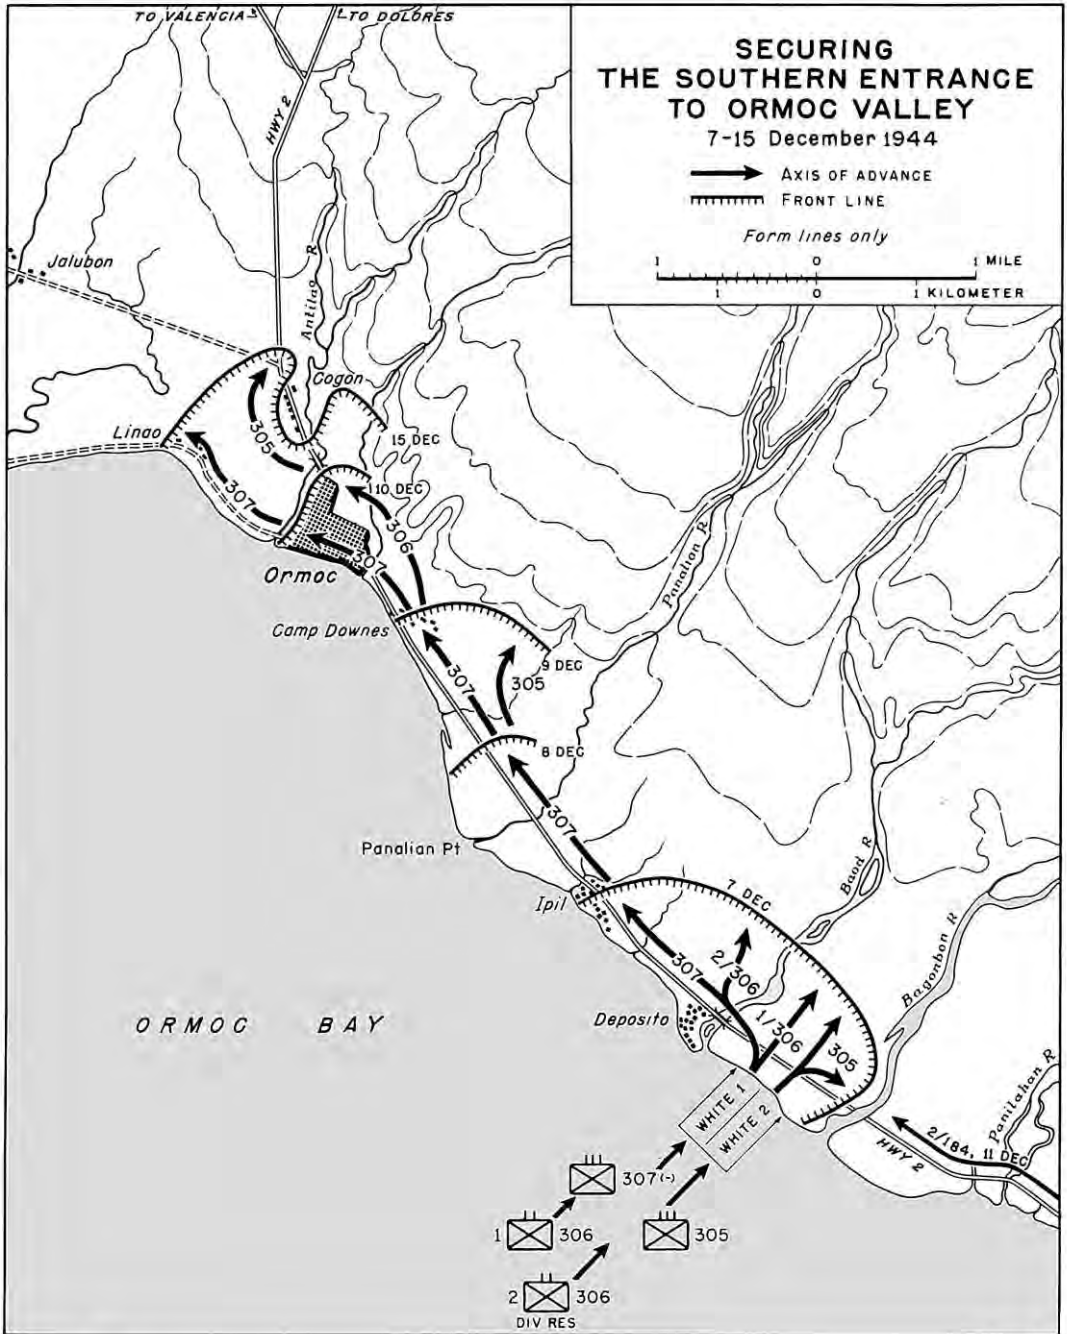 TO VALENCIA
TO DOLORES
SECURING
THE SOUTHERN ENTRANCE
TO ORMOC VALLEY
7-15 December 1944
AXIS OF ADVANCE
FRONT LINE
Form lines only
1 0 1 MILE
1 0 1 KILOMETER
HWY 2
Jalubon
Antilao R
Cogon
Linao
305
15 DEC
307
10 DEC
306
307
Ormoc
Panalian R
Camp Downes
9 DEC
307
305
8 DEC
307
Panalian Pt
Baod R
7 DEC
Ipil
Bagonbon R
307
2/306
1/306
305
ORMOC BAY
Deposito
Panilahan R
WHITE 1
WHITE 2
2/184, 11 DEC
HWY 2
307(-)
1 306
305
2 306
DIV RES